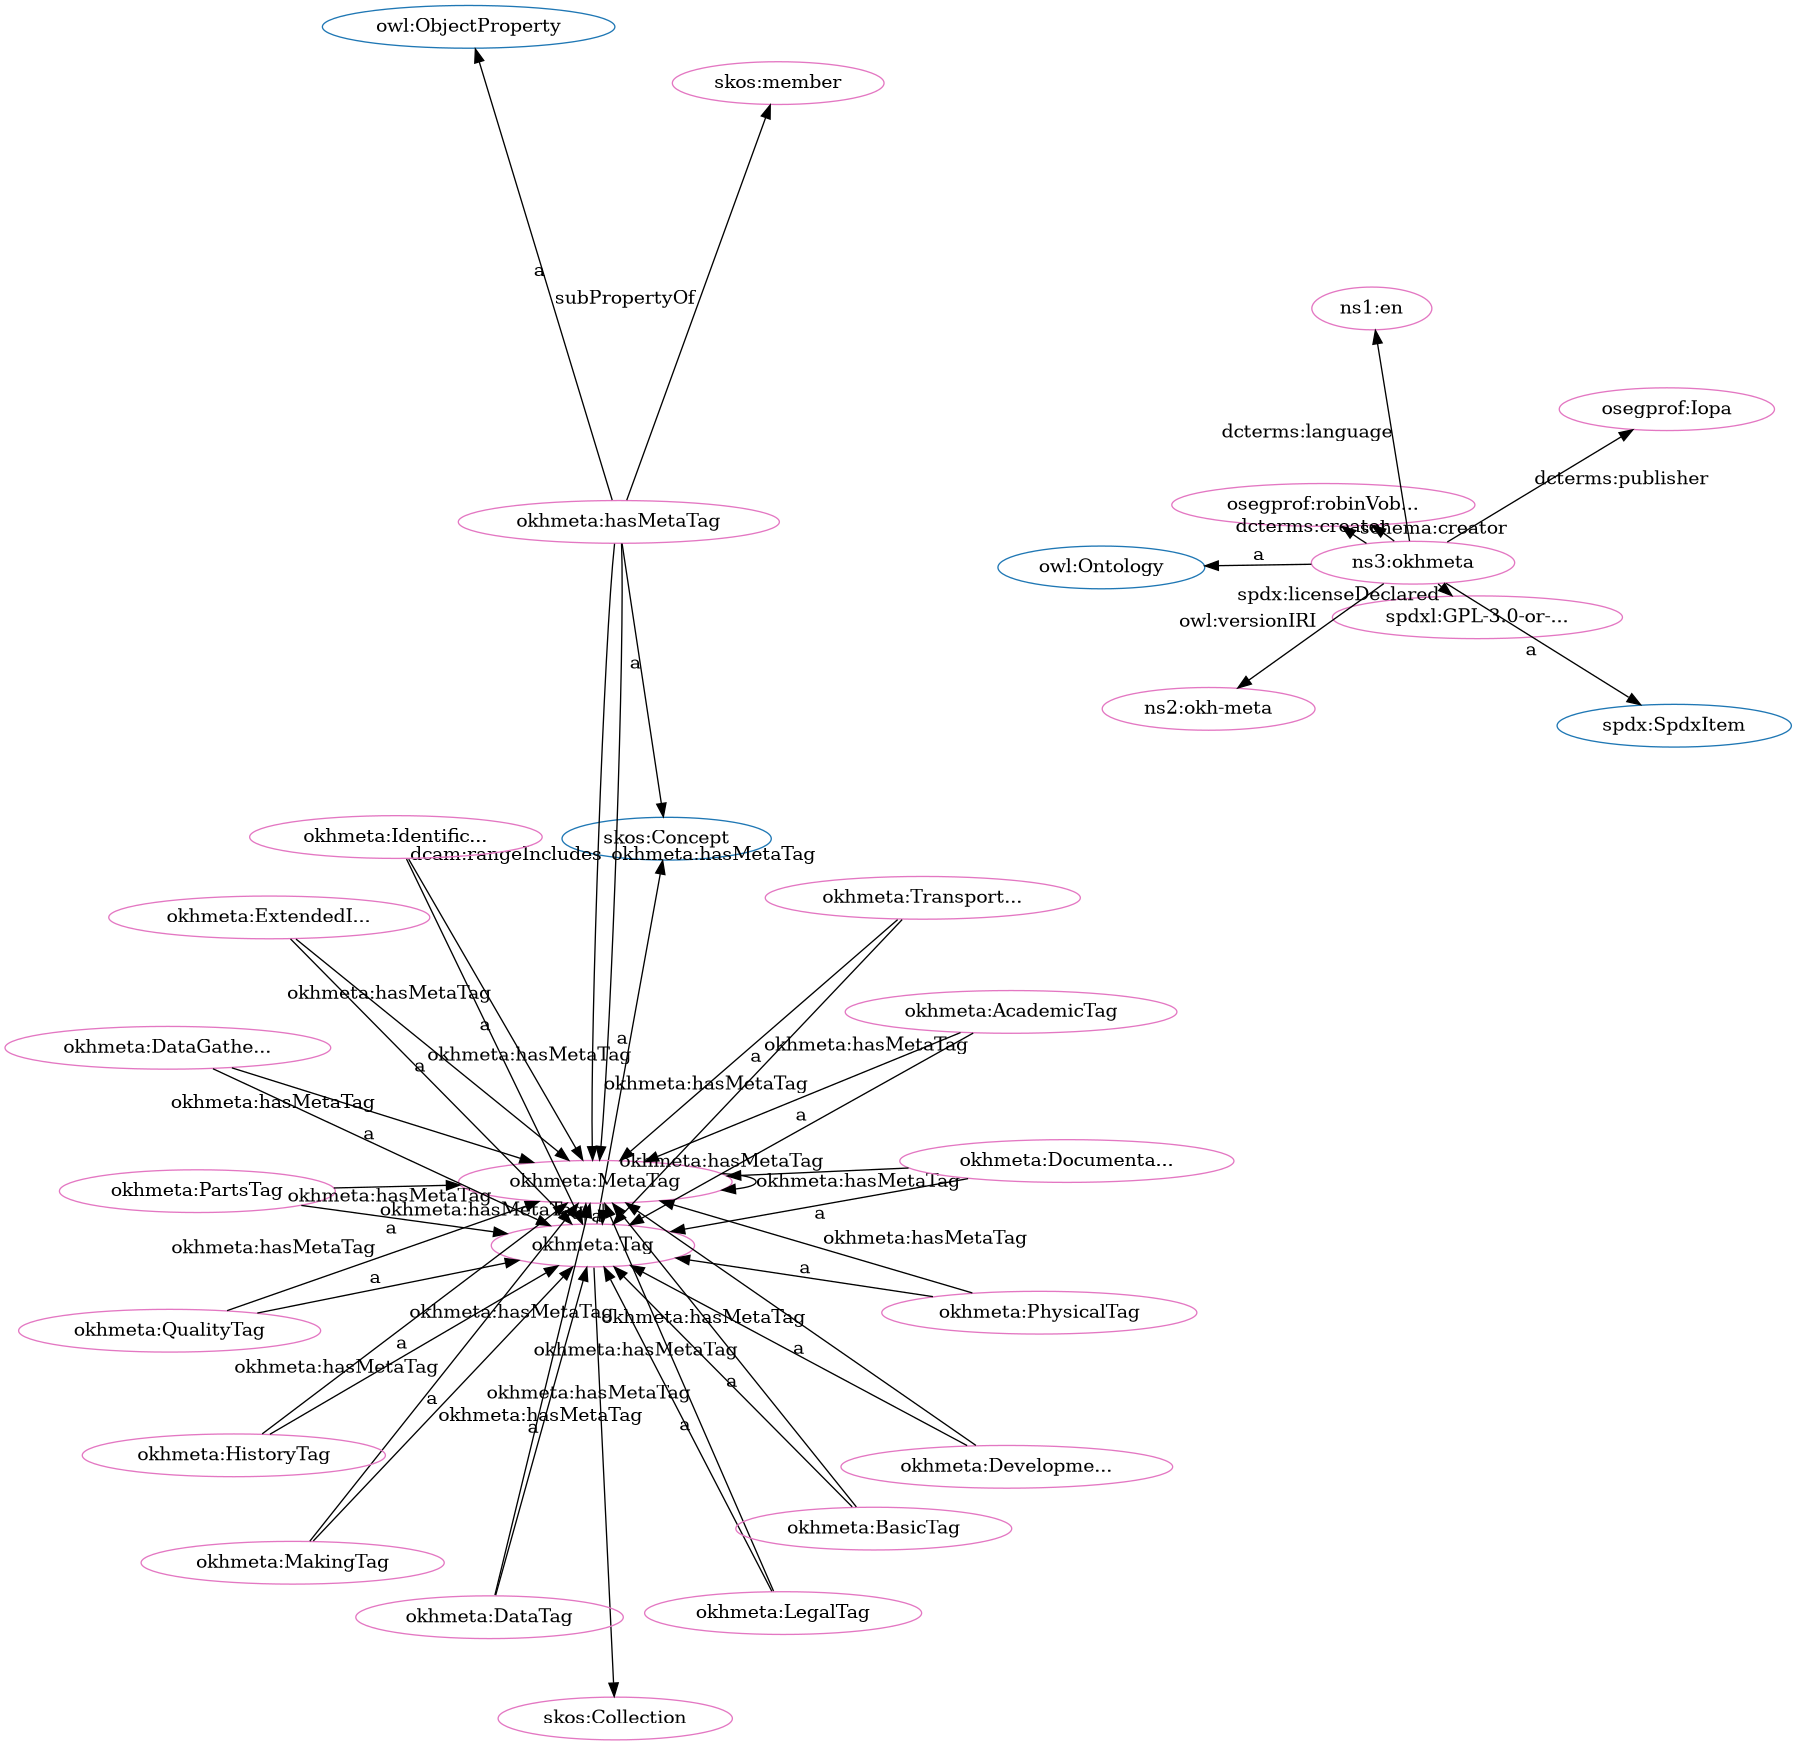 owl:ObjectProperty
skos:member
a
subPropertyOf
ns1:en
osegprof:Iopa
dcterms:language
dcterms:publisher
osegprof:robinVob...
okhmeta:hasMetaTag
dcterms:creator
schema:creator
owl:Ontology
a
ns3:okhmeta
spdx:licenseDeclared
spdxl:GPL-3.0-or-...
owl:versionIRI
a
a
ns2:okh-meta
spdx:SpdxItem
okhmeta:Identific...
skos:Concept
dcam:rangeIncludes
okhmeta:hasMetaTag
okhmeta:Transport...
okhmeta:ExtendedI...
okhmeta:hasMetaTag
okhmeta:AcademicTag
a
a
okhmeta:DataGathe...
okhmeta:hasMetaTag
a
okhmeta:hasMetaTag
a
okhmeta:hasMetaTag
okhmeta:hasMetaTag
a
a
okhmeta:hasMetaTag
okhmeta:Documenta...
okhmeta:MetaTag
okhmeta:hasMetaTag
okhmeta:PartsTag
okhmeta:hasMetaTag
okhmeta:hasMetaTag
a
a
a
okhmeta:hasMetaTag
okhmeta:Tag
okhmeta:hasMetaTag
a
a
okhmeta:hasMetaTag
okhmeta:hasMetaTag
okhmeta:PhysicalTag
okhmeta:QualityTag
a
okhmeta:hasMetaTag
a
okhmeta:hasMetaTag
okhmeta:hasMetaTag
a
a
okhmeta:hasMetaTag
a
a
okhmeta:HistoryTag
okhmeta:Developme...
okhmeta:BasicTag
okhmeta:MakingTag
okhmeta:DataTag
okhmeta:LegalTag
skos:Collection